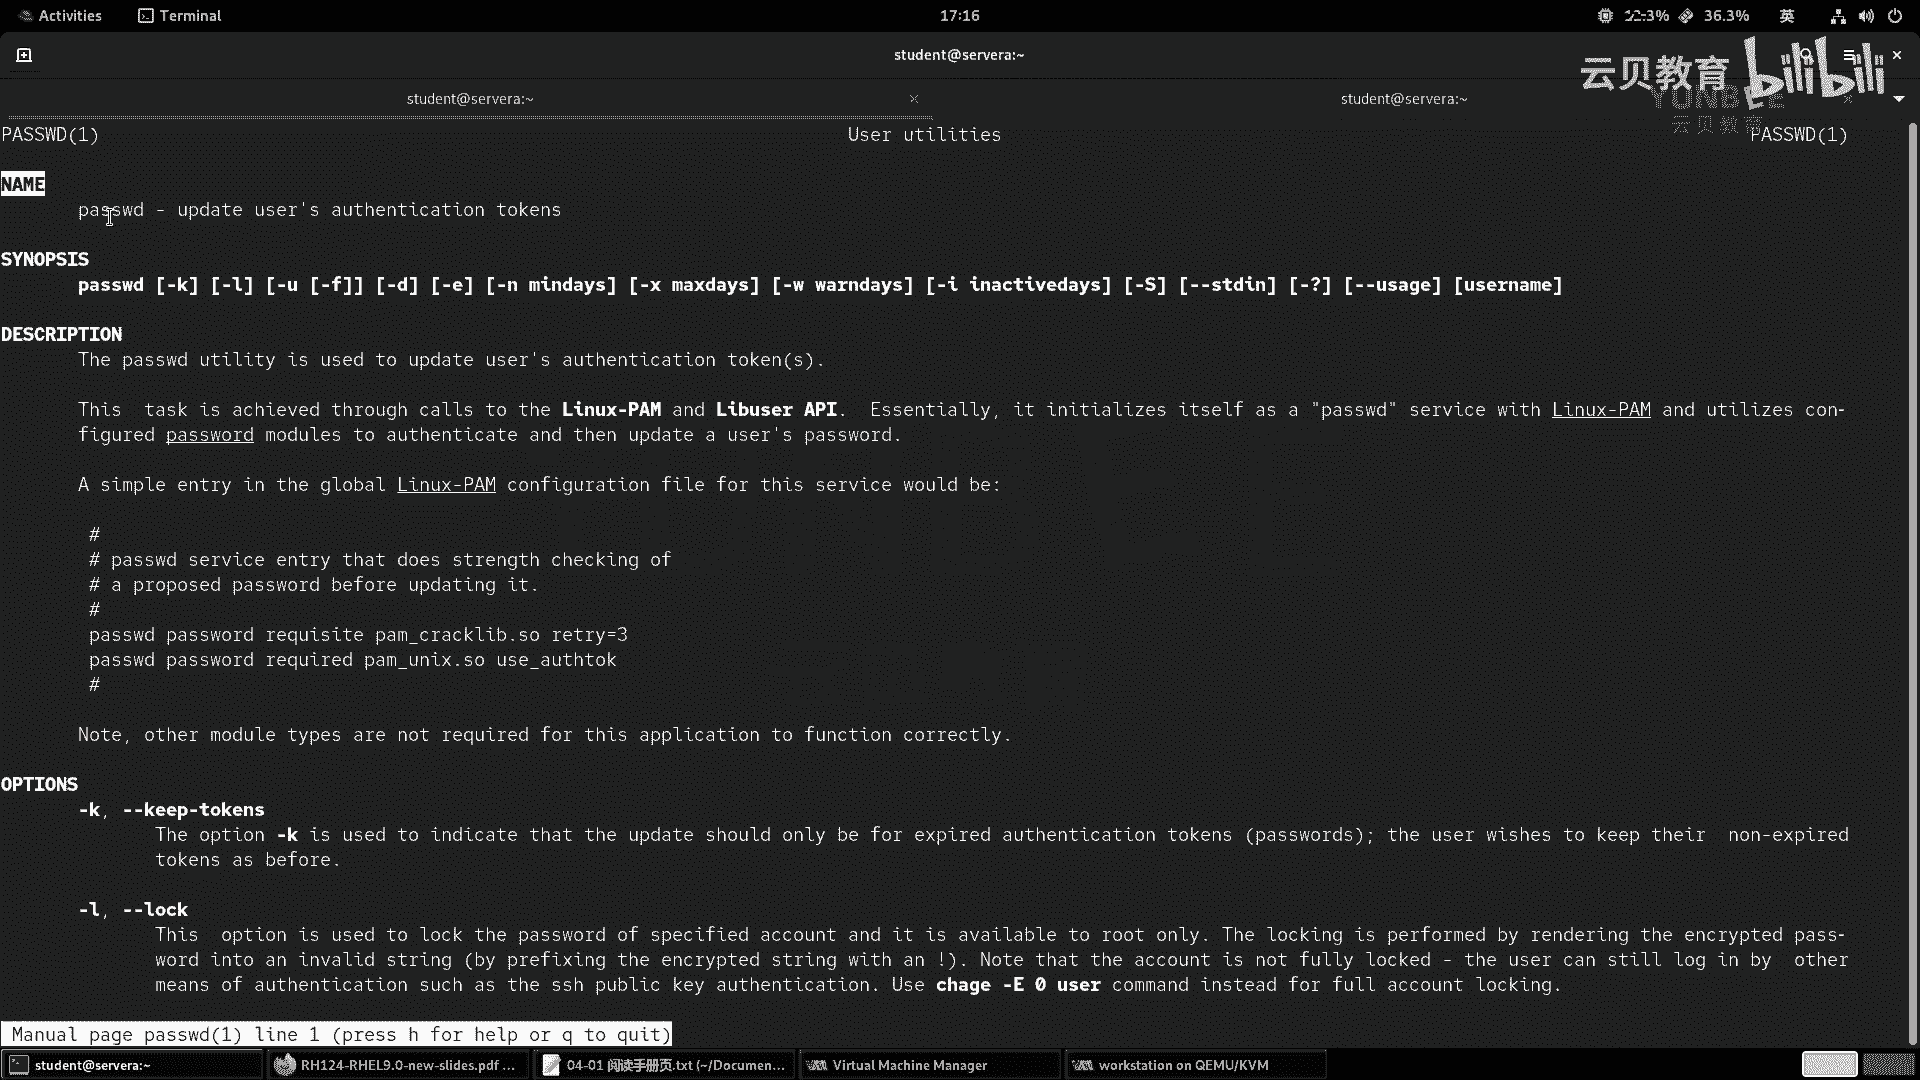 Activities Terminal 17:16 36.3% 英
student@servera:~
云贝教育 bilibili
student@servera:~ × student@servera:~
云贝教育
PASSWD(1) User utilities PASSWD(1)
NAME
passwd - update user's authentication tokens
SYNOPSIS
passwd [-k] [-l] [-u [-f]] [-d] [-e] [-n mindays] [-x maxdays] [-w warndays] [-i inactivedays] [-S] [--stdin] [-?] [--usage] [username]
DESCRIPTION
The passwd utility is used to update user's authentication token(s).
This  task is achieved through calls to the Linux-PAM and Libuser API.  Essentially, it initializes itself as a "passwd" service with Linux-PAM and utilizes con-
figured password modules to authenticate and then update a user's password.
A simple entry in the global Linux-PAM configuration file for this service would be:
#
# passwd service entry that does strength checking of
# a proposed password before updating it.
#
passwd password requisite pam_cracklib.so retry=3
passwd password required pam_unix.so use_authtok
#
Note, other module types are not required for this application to function correctly.
OPTIONS
-k, --keep-tokens
The option -k is used to indicate that the update should only be for expired authentication tokens (passwords); the user wishes to keep their  non-expired
tokens as before.
-l, --lock
This  option is used to lock the password of specified account and it is available to root only. The locking is performed by rendering the encrypted pass-
word into an invalid string (by prefixing the encrypted string with an !). Note that the account is not fully locked - the user can still log in by  other
means of authentication such as the ssh public key authentication. Use chage -E 0 user command instead for full account locking.
Manual page passwd(1) line 1 (press h for help or q to quit)
student@servera:~ RH124-RHEL9.0-new-slides.pdf ... 04-01 阅读手册页.txt (~/Documen... Virtual Machine Manager workstation on QEMU/KVM